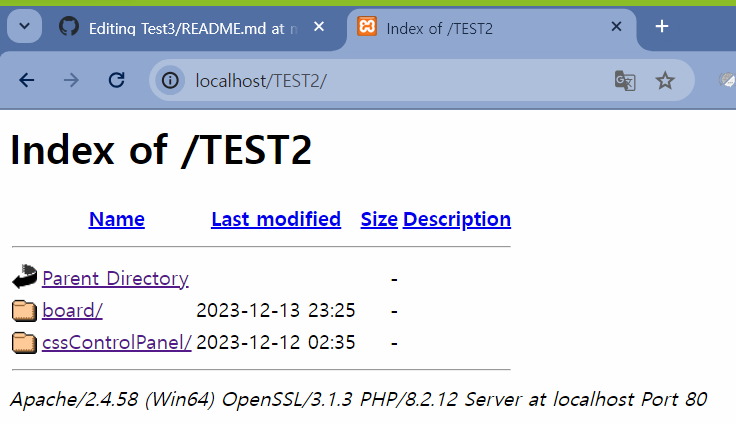 Editing Test3/README.md at m
Index of /TEST2
localhost/TEST2/
Index of /TEST2
Name Last modified Size Description
Parent Directory -
board/ 2023-12-13 23:25 -
cssControlPanel/ 2023-12-12 02:35 -
Apache/2.4.58 (Win64) OpenSSL/3.1.3 PHP/8.2.12 Server at localhost Port 80